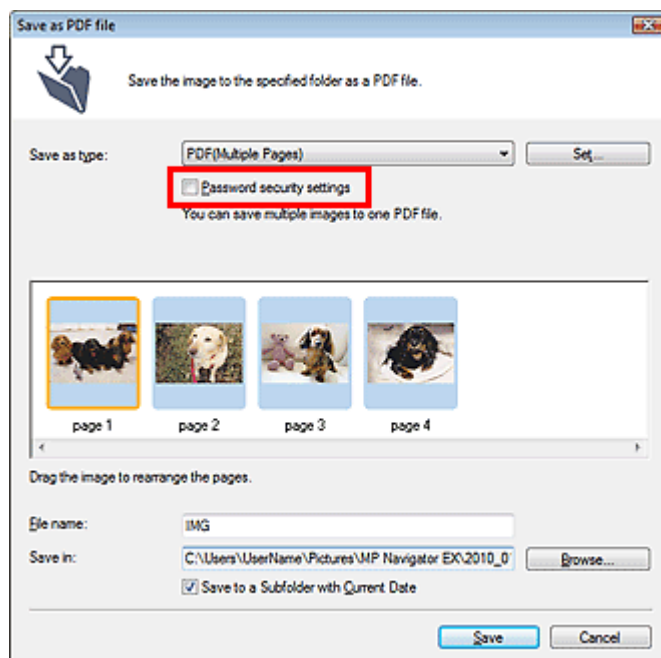 Save as PDF file
Save the image to the specified folder as a PDF file.
Save as type: PDF(Multiple Pages) Set...
Password security settings
You can save multiple images to one PDF file.
page 1 page 2 page 3 page 4
Drag the image to rearrange the pages.
File name: IMG
Save in: C:\Users\UserName\Pictures\MP Navigator EX\2010_0 Browse...
Save to a Subfolder with Current Date
Save Cancel